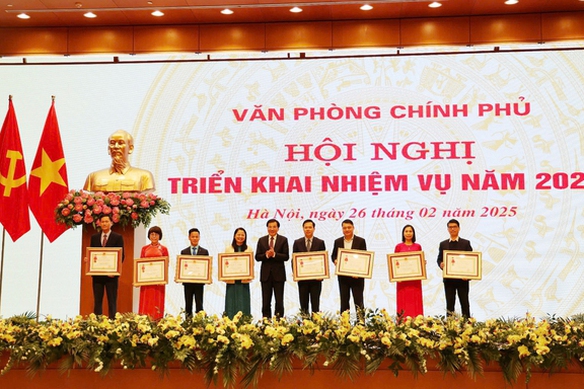 VĂN PHÒNG CHÍNH PHỦ
HỘI NGHỊ
TRIỂN KHAI NHIỆM VỤ NĂM 202
Hà Nội, ngày 26 tháng 02 năm 2025